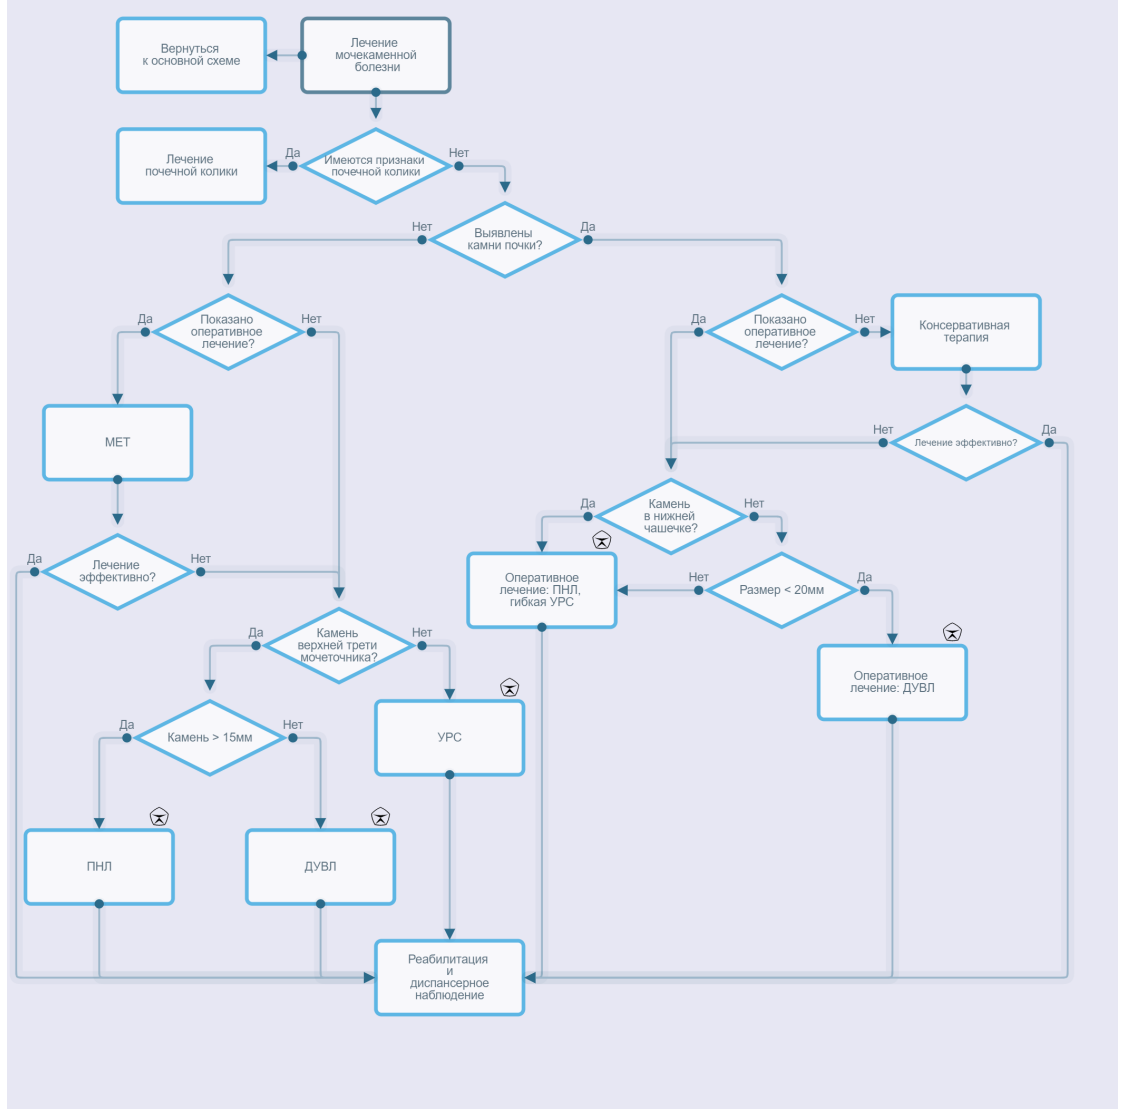 Вернуться
к основной схеме
Лечение
мочекаменной
болезни
Лечение
почечной колики
Да
Имеются признаки
почечной колики
Нет
Нет
Выявлены
камни почки?
Да
Да
Показано
оперативное
лечение?
Нет
Да
Показано
оперативное
лечение?
Нет
Консервативная
терапия
МЕТ
Нет
Лечение эффективно?
Да
Да
Камень
в нижней
чашечке?
Нет
Да
Лечение
эффективно?
Нет
Оперативное
лечение: ПНЛ,
гибкая УРС
Нет
Размер < 20мм
Да
Да
Камень
верхней трети
мочеточника?
Нет
Оперативное
лечение: ДУВЛ
Да
Камень > 15мм
Нет
УРС
ПНЛ
ДУВЛ
Реабилитация
и
диспансерное
наблюдение